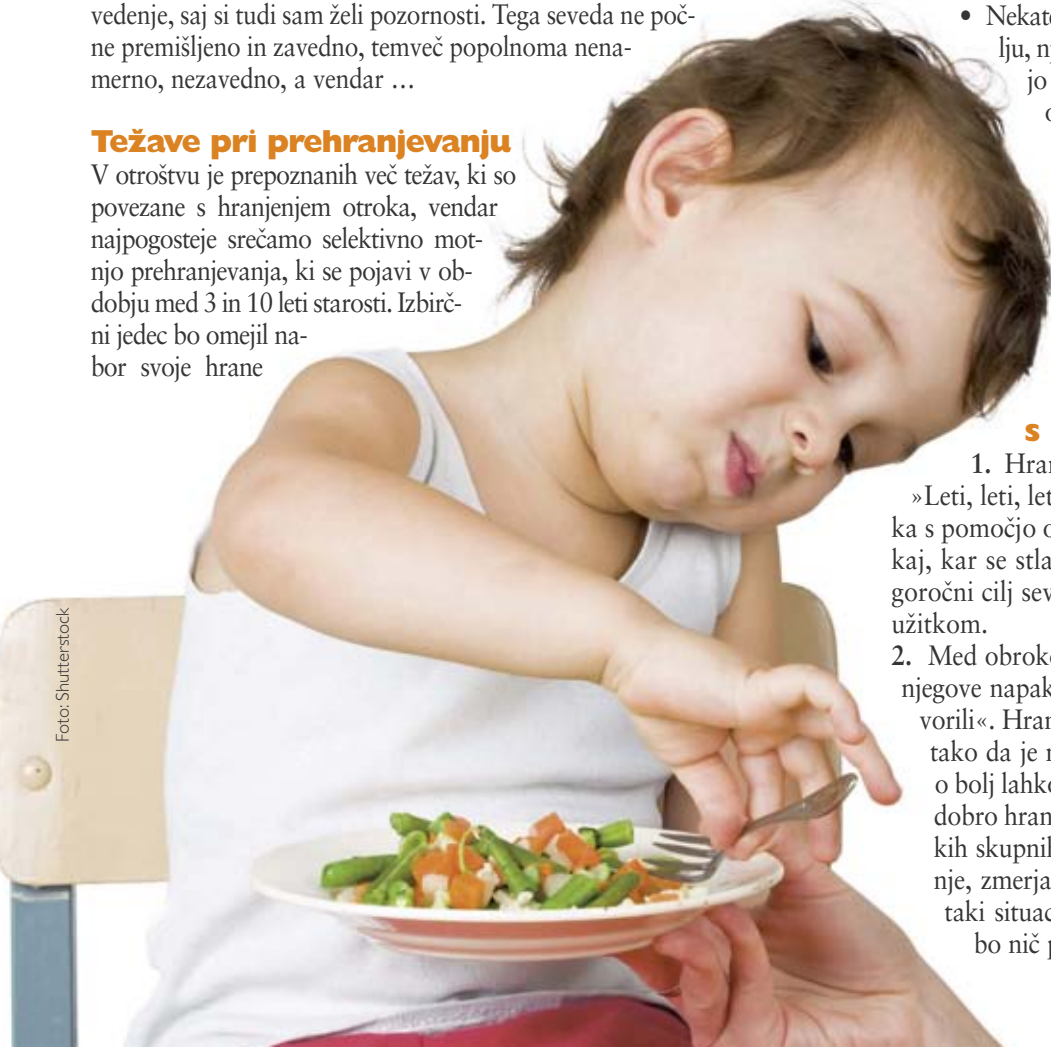 vedenje, saj si tudi sam želi pozornosti. Tega seveda ne poč-
ne premišljeno in zavedno, temveč popolnoma nena-
merno, nezavedno, a vendar …
Težave pri prehranjevanju
V otroštvu je prepoznanih več težav, ki so
povezane s hranjenjem otroka, vendar
najpogosteje srečamo selektivno mot-
njo prehranjevanja, ki se pojavi v ob-
dobju med 3 in 10 leti starosti. Izbirč-
ni jedec bo omejil na-
bor svoje hrane
Foto: Shutterstock
• Nekat
lju, n
jo
s
1. Hran
»Leti, leti, let
ka s pomočjo
kaj, kar se stla
goročni cilj sev
užitkom.
2. Med obrok
njegove napak
vorili«. Hran
tako da je
o bolj lahko
dobro hran
kih skupnih
nje, zmerja
taki situac
bo nič